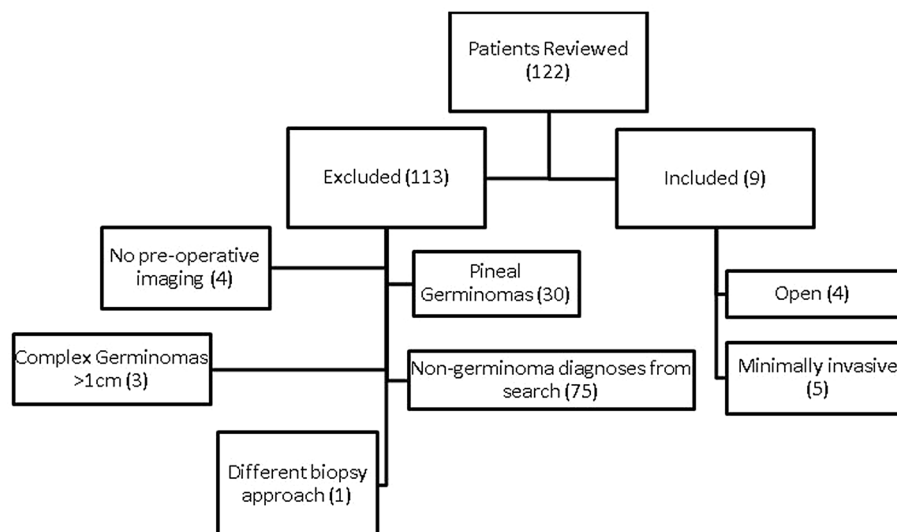 Patients Reviewed
(122)
Excluded (113)
Included (9)
No pre-operative
imaging (4)
Pineal
Germinomas (30)
Open (4)
Complex Germinomas
>1cm (3)
Non-germinoma diagnoses from
search (75)
Minimally invasive
(5)
Different biopsy
approach (1)